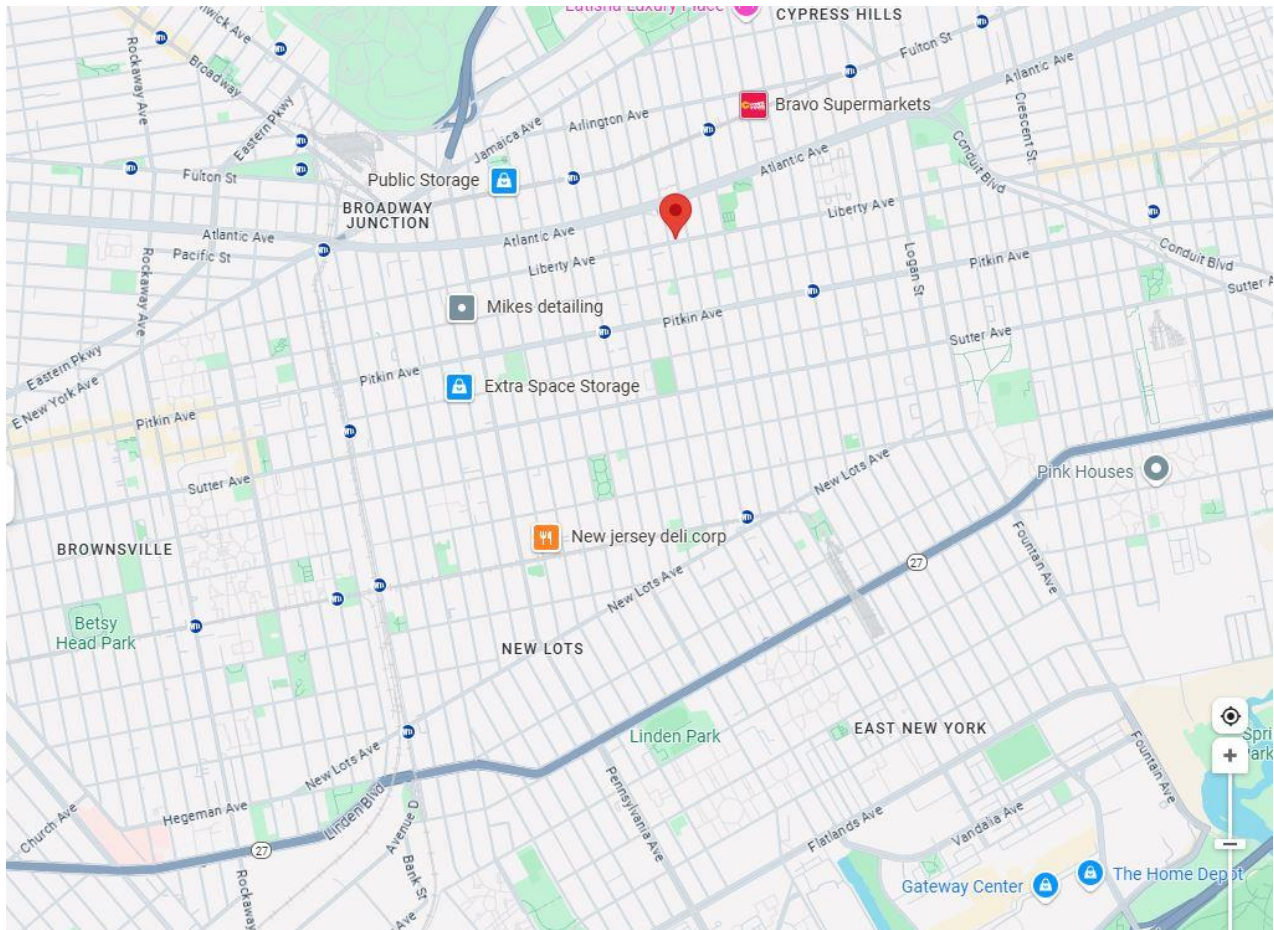 Latisha Luxury Place
CYPRESS HILLS
Rockaway Ave
Broadway
Eastern Pkwy
Fulton St
Atlantic Ave
Crescent St
Bravo Supermarkets
Arlington Ave
Jamaica Ave
Conduit Blvd
Fulton St
Public Storage
Atlantic Ave
BROADWAY
JUNCTION
Liberty Ave
Atlantic Ave
Atlantic Ave
Pacific St
Liberty Ave
Logan St
Pitkin Ave
Conduit Blvd
Rockaway Ave
Mikes detailing
Pitkin Ave
Sutter A
Sutter Ave
Eastern Pkwy
E New York Ave
Pitkin Ave
Extra Space Storage
Pitkin Ave
Sutter Ave
New Lots Ave
Pink Houses
New jersey deli corp
BROWNSVILLE
Fountain Ave
27
New Lots Ave
Betsy
Head Park
NEW LOTS
Linden Park
EAST NEW YORK
Spri
Park
New Lots Ave
Pennsylvania Ave
Fountain Ave
Hegeman Ave
Church Ave
Linden Blvd
Avenue D
Flatlands Ave
Vandalia Ave
27
Bank St
Rockaway
Gateway Center
The Home Depot
Ave